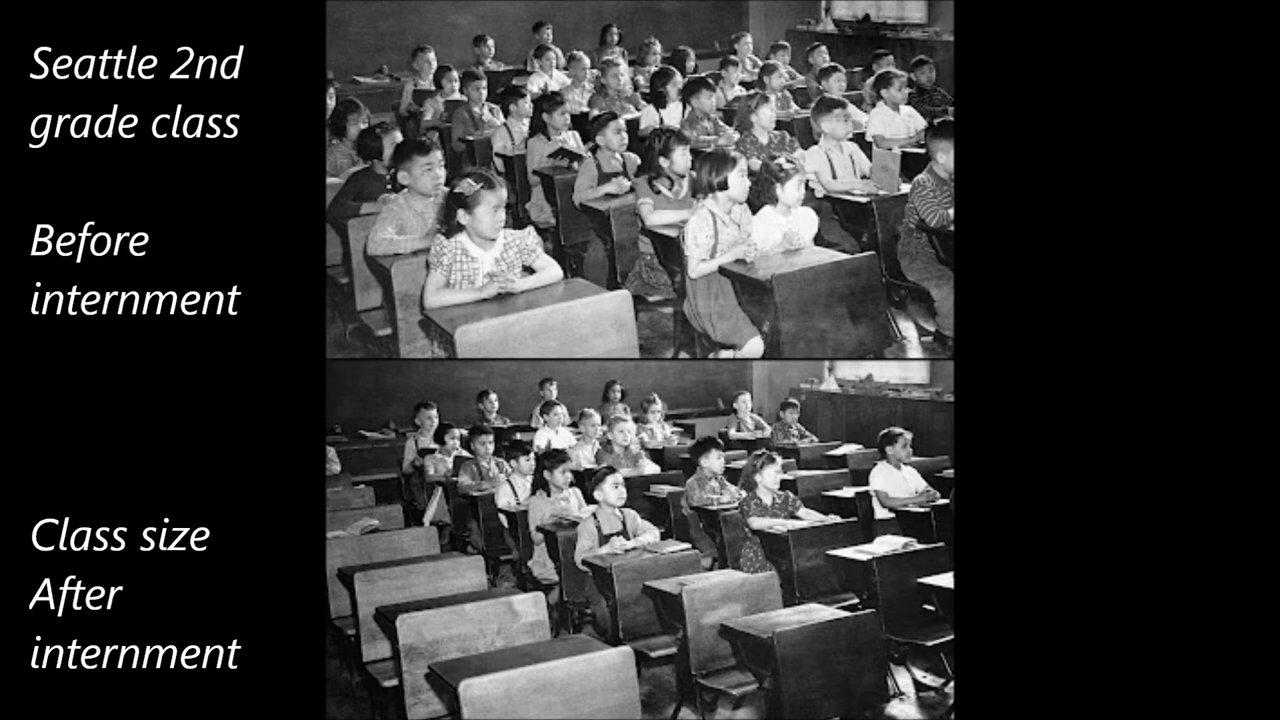 Seattle 2nd
grade class
Before
internment
Class size
After
internment